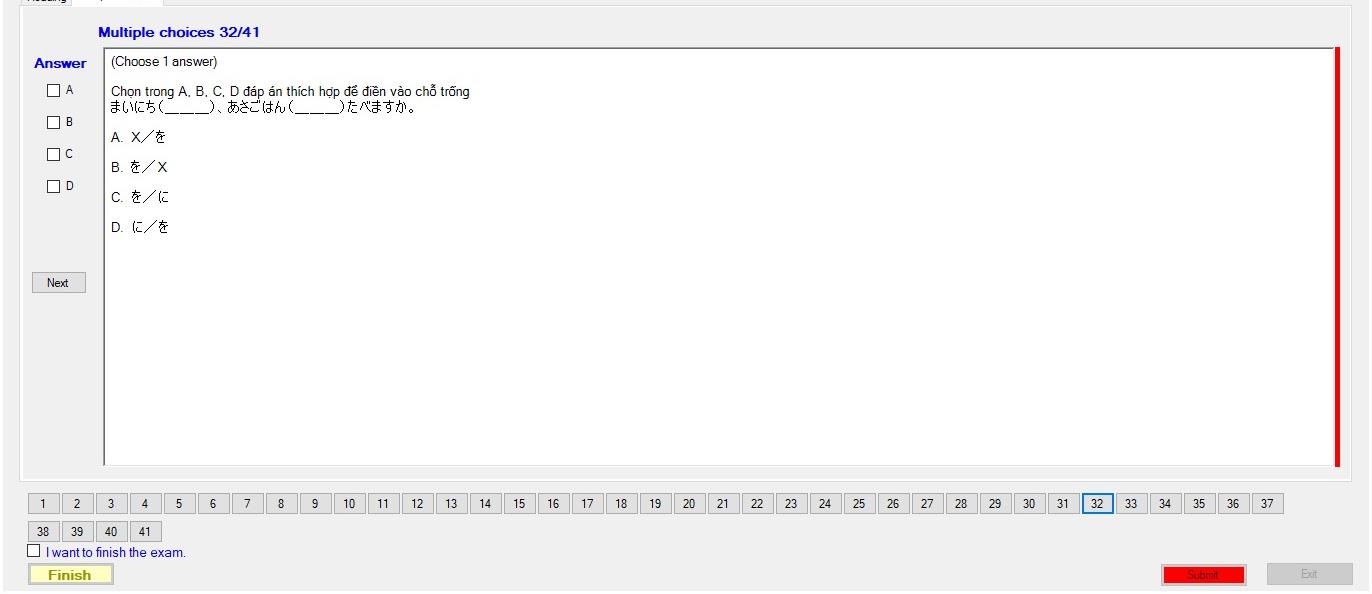 Multiple choices 32/41
Answer
(Choose 1 answer)
A
B
C
D
Chọn trong A, B, C, D đáp án thích hợp để điền vào chỗ trống
まいにち(______)、あさごはん(______)たべますか。
A. X／を
B. を／X
C. を／に
D. に／を
Next
1 2 3 4 5 6 7 8 9 10 11 12 13 14 15 16 17 18 19 20 21 22 23 24 25 26 27 28 29 30 31 32 33 34 35 36 37
38 39 40 41
I want to finish the exam.
Finish
Submit
Exit